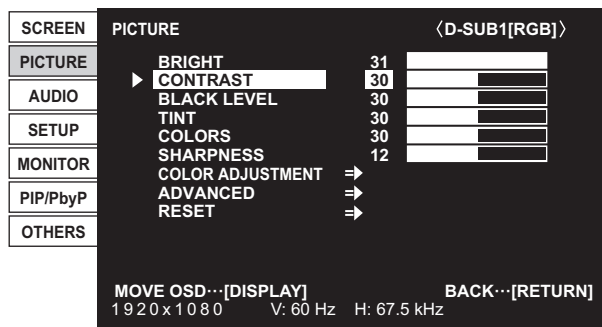 SCREEN
PICTURE
AUDIO
SETUP
MONITOR
PIP/PbyP
OTHERS
PICTURE 〈D-SUB1[RGB]〉
BRIGHT 31
CONTRAST 30
BLACK LEVEL 30
TINT 30
COLORS 30
SHARPNESS 12
COLOR ADJUSTMENT
ADVANCED
RESET
MOVE OSD···[DISPLAY] BACK···[RETURN]
1920x1080 V: 60 Hz H: 67.5 kHz